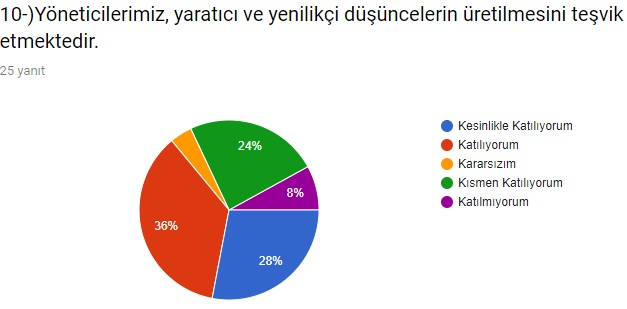 10-)Yöneticilerimiz, yaratıcı ve yenilikçi düşüncelerin üretilmesini teşvik
etmektedir.
25 yanıt
Kesinlikle Katılıyorum
Katılıyorum
Kararsızım
Kısmen Katılıyorum
Katılmıyorum
24%
8%
36%
28%